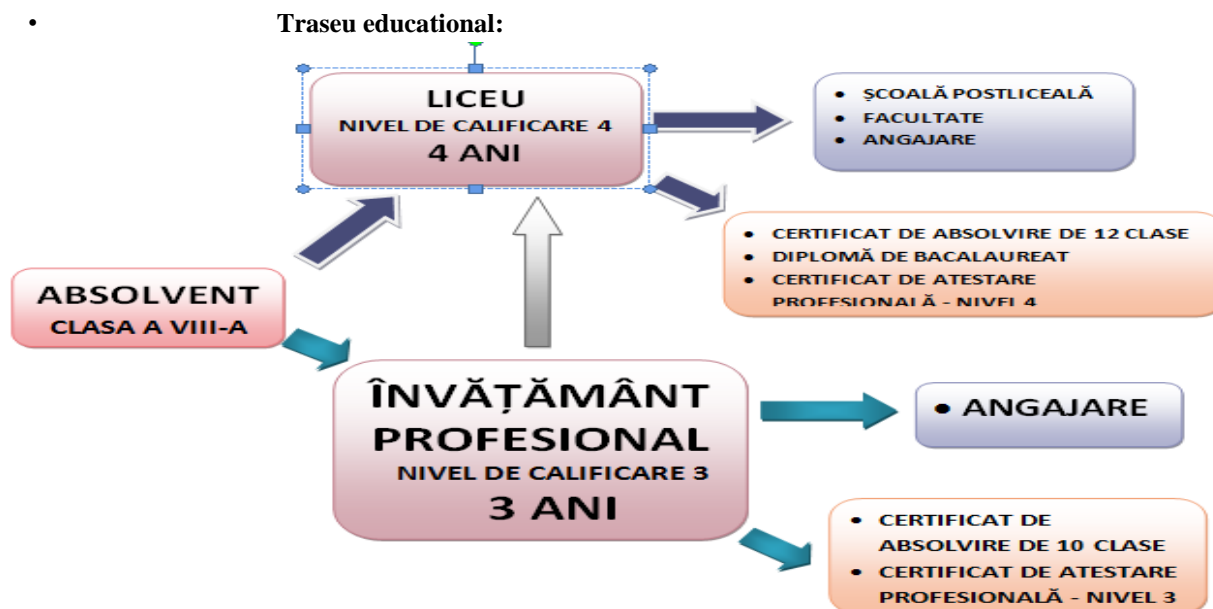 • Traseu educational:
LICEU
NIVEL DE CALIFICARE 4
4 ANI
• ȘCOALĂ POSTLICEALĂ
• FACULTATE
• ANGAJARE
• CERTIFICAT DE ABSOLVIRE DE 12 CLASE
• DIPLOMĂ DE BACALAUREAT
• CERTIFICAT DE ATESTARE
PROFESIONALĂ - NIVEL 4
ABSOLVENT
CLASA A VIII-A
ÎNVĂȚĂMÂNT
PROFESIONAL
NIVEL DE CALIFICARE 3
3 ANI
• ANGAJARE
• CERTIFICAT DE
ABSOLVIRE DE 10 CLASE
• CERTIFICAT DE ATESTARE
PROFESIONALĂ - NIVEL 3